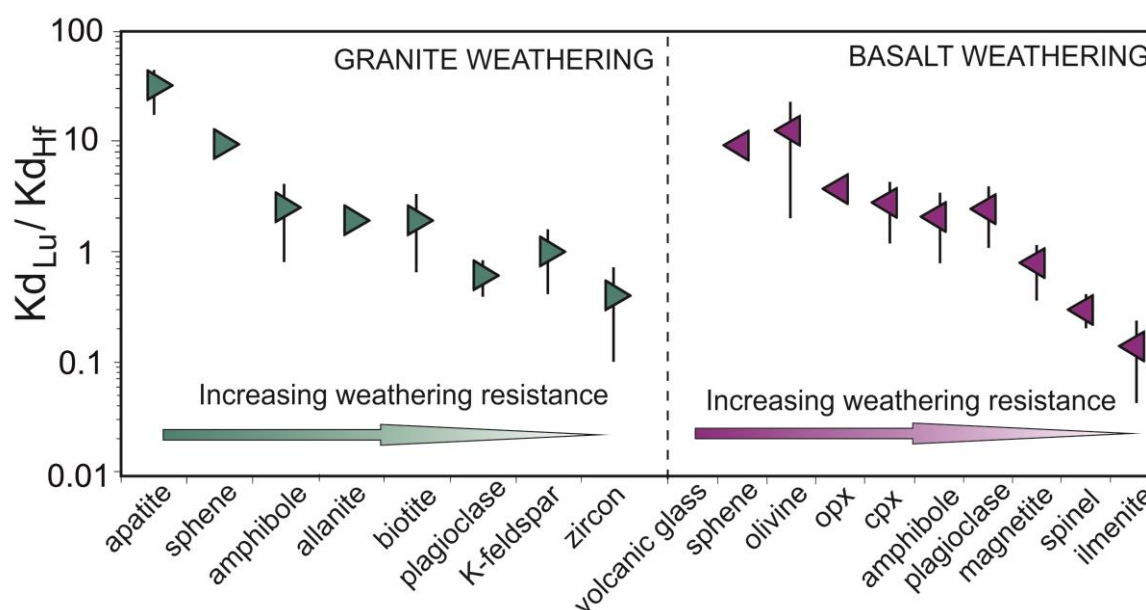 100
10
1
0.1
0.01
Kd_Lu / Kd_Hf
GRANITE WEATHERING
BASALT WEATHERING
Increasing weathering resistance
Increasing weathering resistance
apatite
sphene
amphibole
allanite
biotite
plagioclase
K-feldspar
zircon
volcanic glass
sphene
olivine
opx
cpx
amphibole
plagioclase
magnetite
spinel
ilmenite